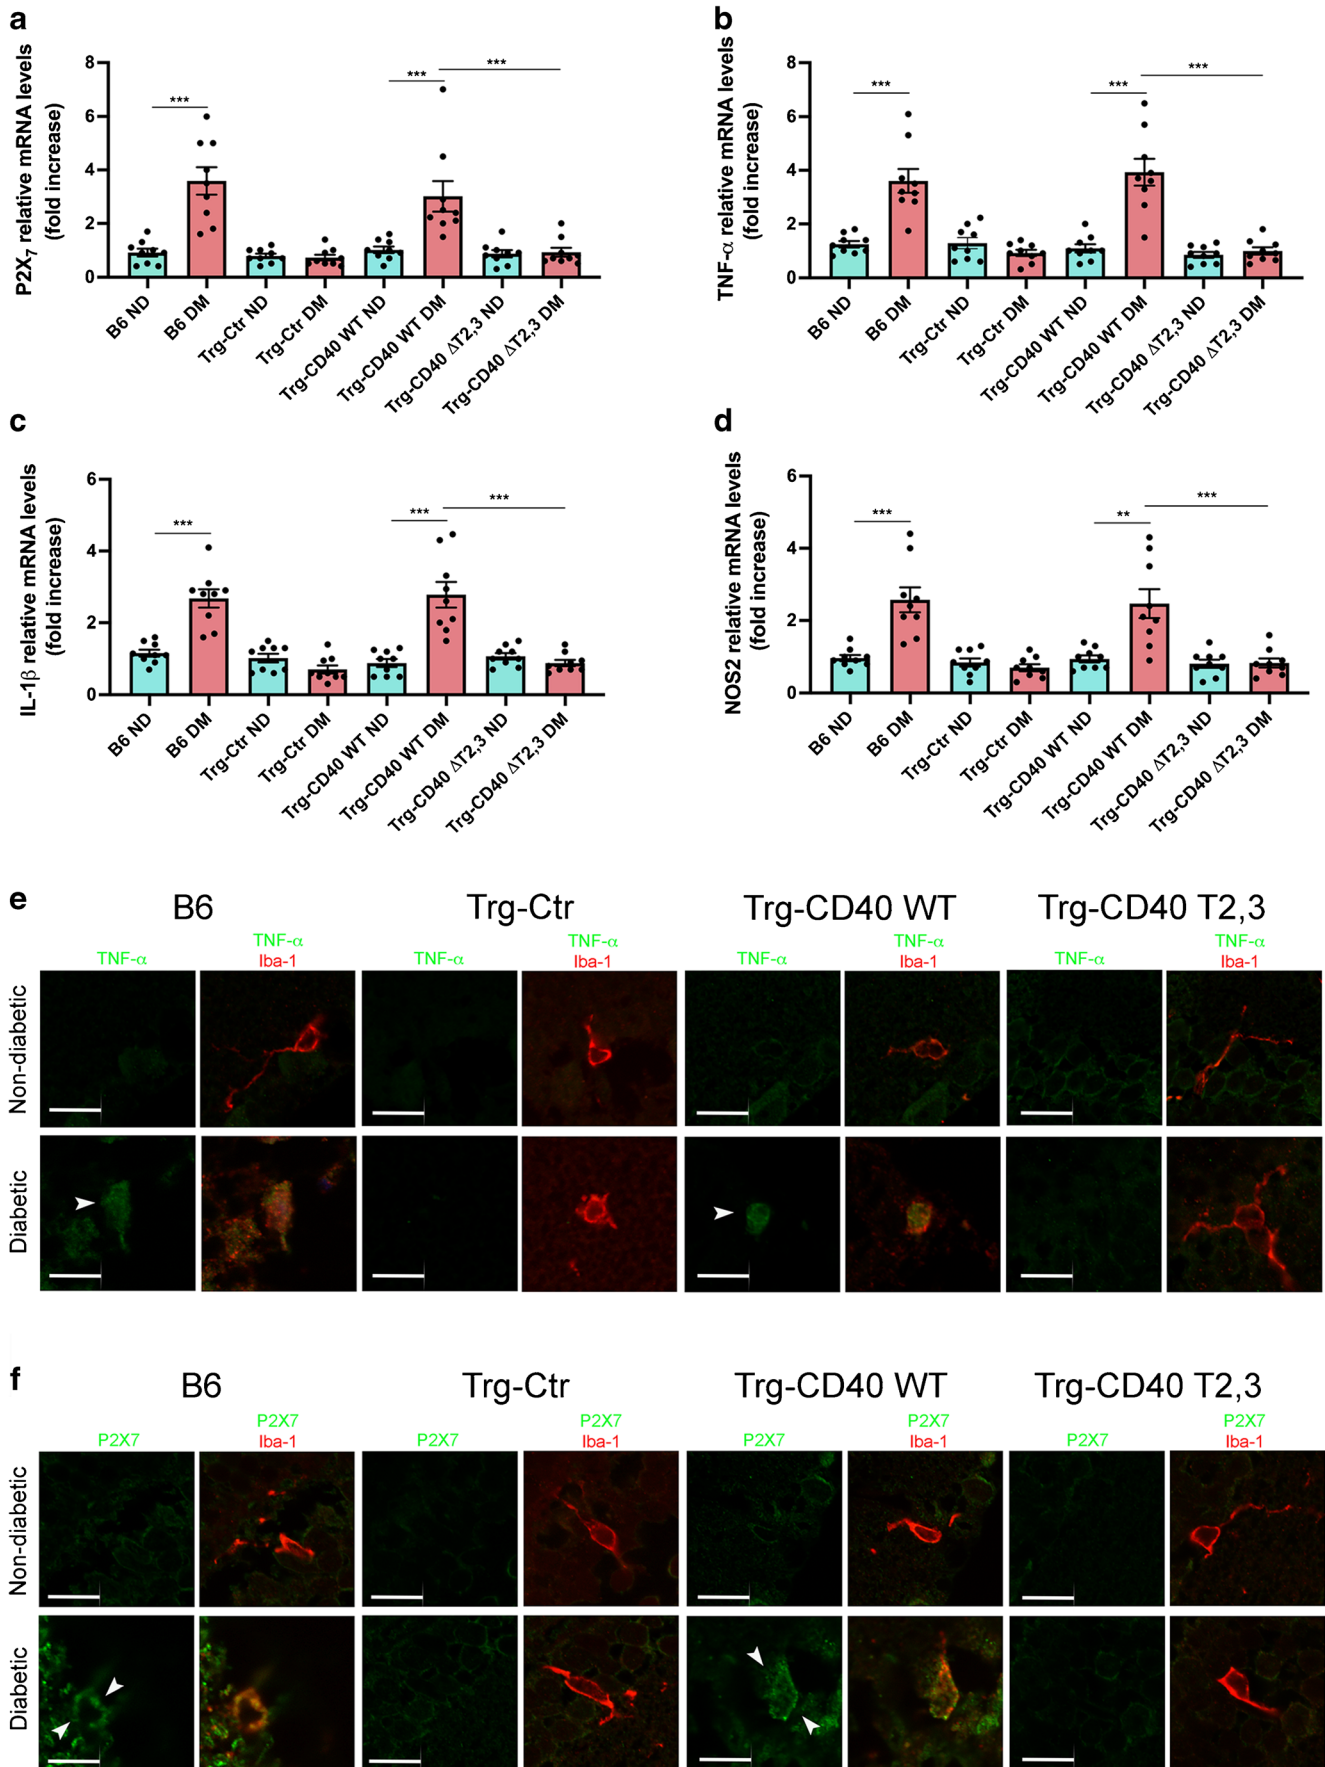 a
P2X₇ relative mRNA levels
(fold increase)
8
6
4
2
0
***
***
***
B6 ND
B6 DM
Trg-Ctr ND
Trg-Ctr DM
Trg-CD40 WT ND
Trg-CD40 WT DM
Trg-CD40 ΔT2,3 ND
Trg-CD40 ΔT2,3 DM
b
TNF-α relative mRNA levels
(fold increase)
8
6
4
2
0
***
***
***
B6 ND
B6 DM
Trg-Ctr ND
Trg-Ctr DM
Trg-CD40 WT ND
Trg-CD40 WT DM
Trg-CD40 ΔT2,3 ND
Trg-CD40 ΔT2,3 DM
c
IL-1β relative mRNA levels
(fold increase)
6
4
2
0
***
***
***
B6 ND
B6 DM
Trg-Ctr ND
Trg-Ctr DM
Trg-CD40 WT ND
Trg-CD40 WT DM
Trg-CD40 ΔT2,3 ND
Trg-CD40 ΔT2,3 DM
d
NOS2 relative mRNA levels
(fold increase)
6
4
2
0
***
**
***
B6 ND
B6 DM
Trg-Ctr ND
Trg-Ctr DM
Trg-CD40 WT ND
Trg-CD40 WT DM
Trg-CD40 ΔT2,3 ND
Trg-CD40 ΔT2,3 DM
e
B6 Trg-Ctr Trg-CD40 WT Trg-CD40 T2,3
TNF-α TNF-α TNF-α TNF-α
TNF-α Iba-1 TNF-α Iba-1 TNF-α Iba-1 TNF-α Iba-1
Non-diabetic
Diabetic
f
B6 Trg-Ctr Trg-CD40 WT Trg-CD40 T2,3
P2X7 P2X7 P2X7 P2X7
P2X7 Iba-1 P2X7 Iba-1 P2X7 Iba-1 P2X7 Iba-1
Non-diabetic
Diabetic